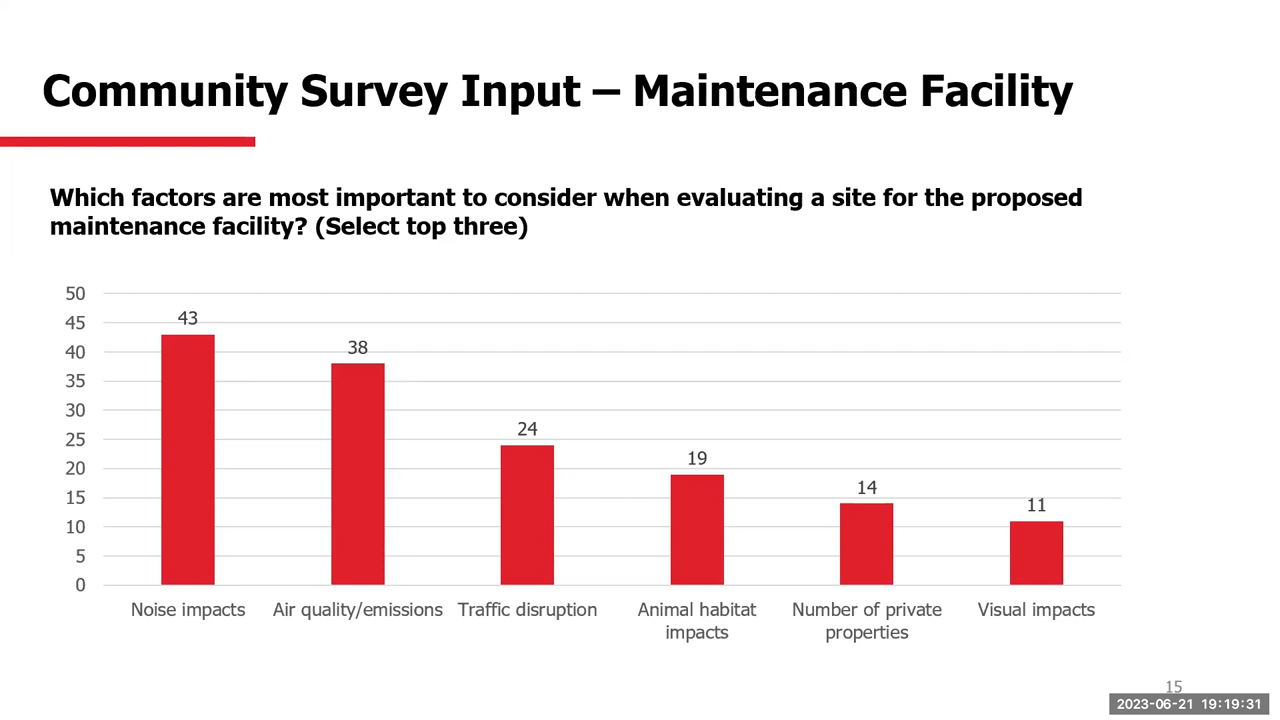 Community Survey Input – Maintenance Facility
Which factors are most important to consider when evaluating a site for the proposed
maintenance facility? (Select top three)
50
45
40
35
30
25
20
15
10
5
0
43
38
24
19
14
11
Noise impacts
Air quality/emissions
Traffic disruption
Animal habitat
impacts
Number of private
properties
Visual impacts
15
2023-06-21 19:19:31